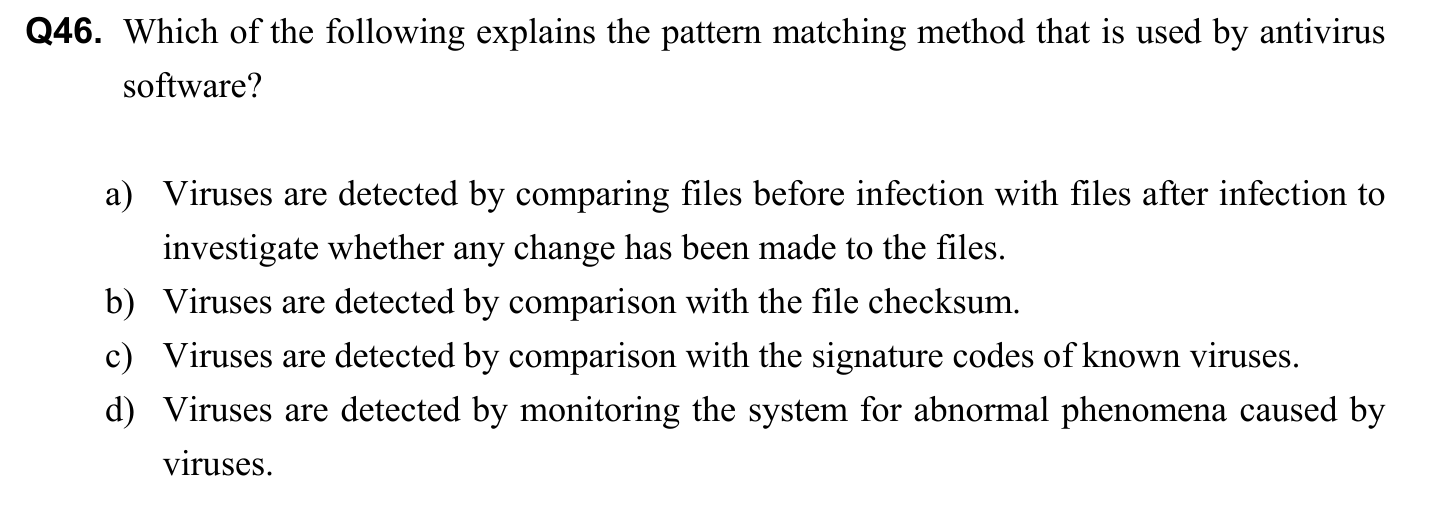 Q46. Which of the following explains the pattern matching method that is used by antivirus
software?
a) Viruses are detected by comparing files before infection with files after infection to
investigate whether any change has been made to the files.
b) Viruses are detected by comparison with the file checksum.
c) Viruses are detected by comparison with the signature codes of known viruses.
d) Viruses are detected by monitoring the system for abnormal phenomena caused by
viruses.